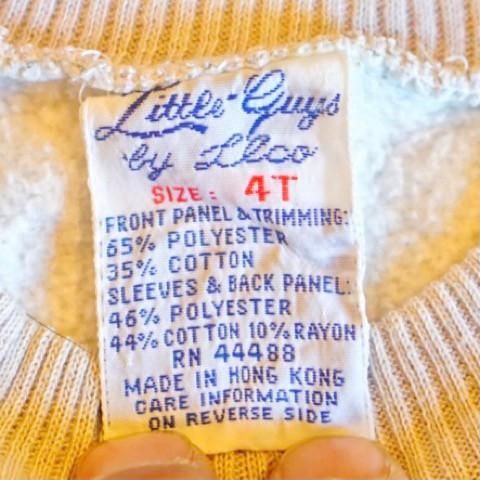 Little Guys
by Lilco
SIZE: 4T
FRONT PANEL & TRIMMING:
65% POLYESTER
35% COTTON
SLEEVES & BACK PANEL:
46% POLYESTER
44% COTTON 10% RAYON
RN 44488
MADE IN HONG KONG
CARE INFORMATION
ON REVERSE SIDE